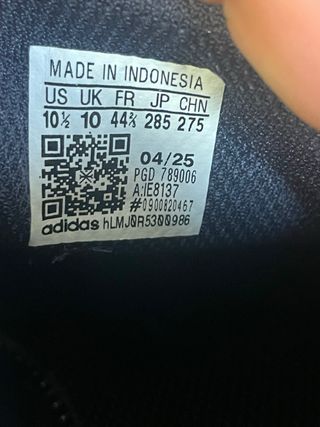 MADE IN INDONESIA
US UK FR JP CHN
10½ 10 44⅔ 285 275
04/25
PGD 789006
A:IE8137
#0900820467
adidas hLMJ0R5300986